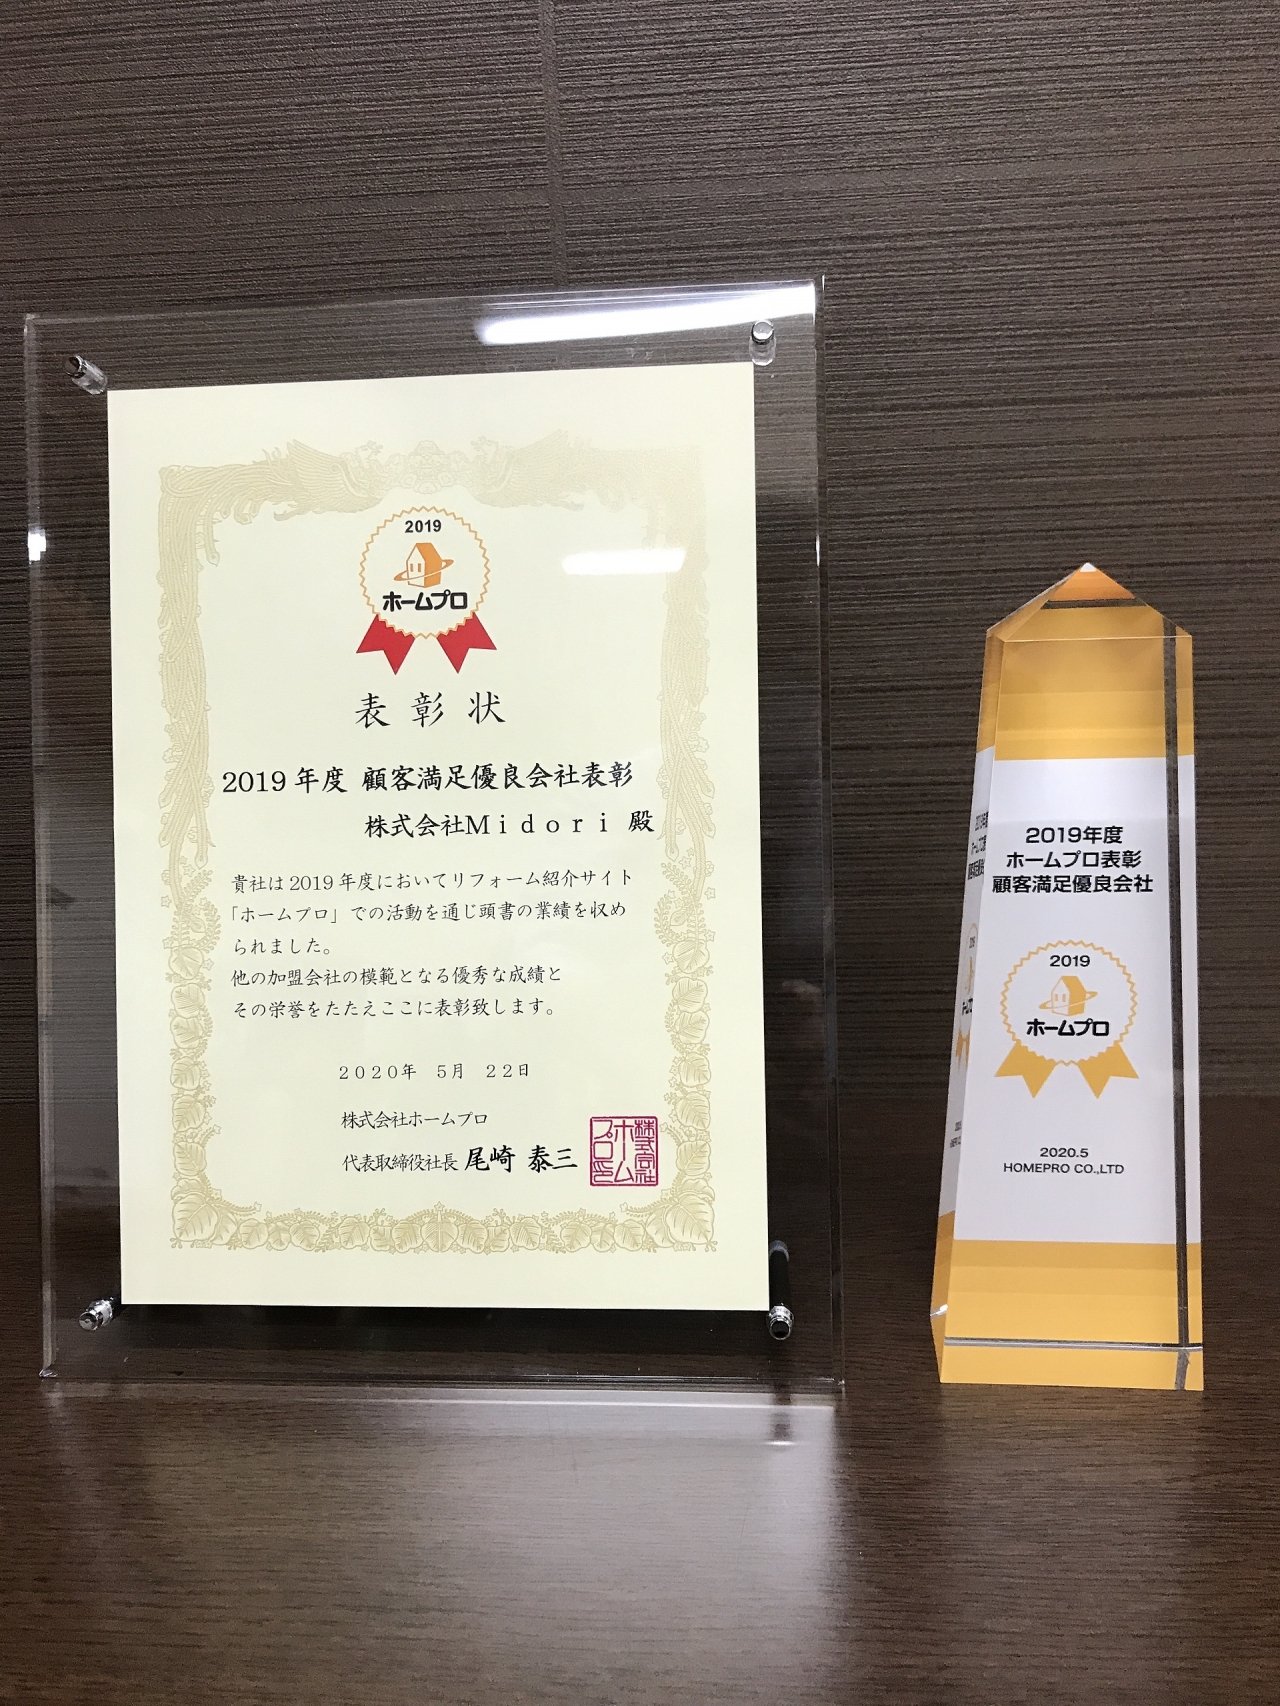 2019
ホームプロ
表彰状
2019年度 顧客満足優良会社表彰
株式会社Midori 殿
貴社は2019年度においてリフォーム紹介サイト
「ホームプロ」での活動を通じ頭書の業績を収め
られました。
他の加盟会社の模範となる優秀な成績と
その栄誉をたたえここに表彰致します。
2020年 5月 22日
株式会社ホームプロ
代表取締役社長 尾崎 泰三
株式会社
ホーム
プロ印
2019年度
ホームプロ表彰
顧客満足優良会社
2019
ホームプロ
2020.5
HOMEPRO CO.,LTD